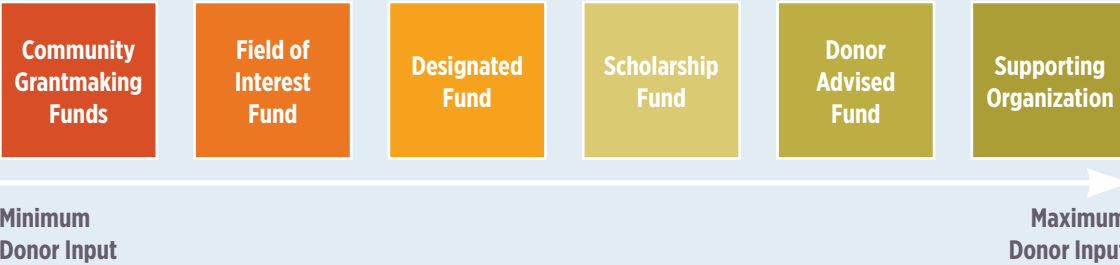 Community
Grantmaking
Funds
Field of
Interest
Fund
Designated
Fund
Scholarship
Fund
Donor
Advised
Fund
Supporting
Organization
Minimum
Donor Input
Maximum
Donor Input